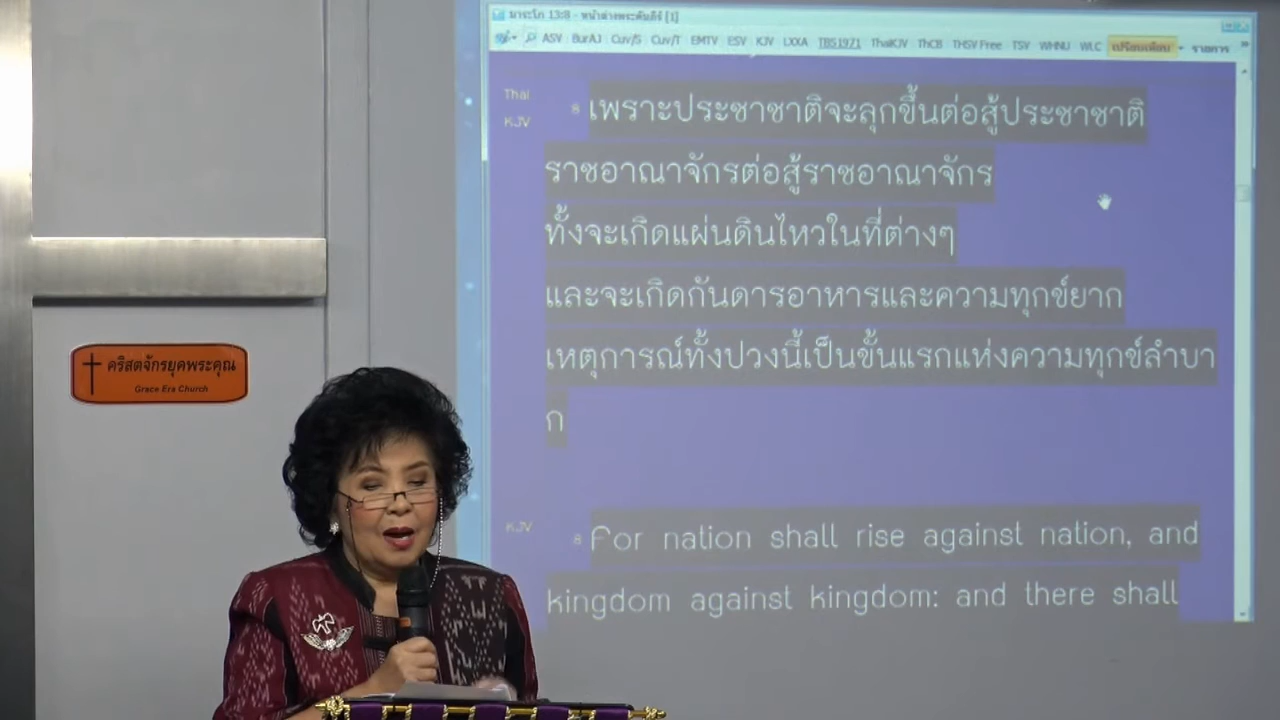 มาระโก 13:8 - หน้าต่างพระคัมภีร์ [1]
ASV BurAJ Cuv/S Cuv/T EMTV ESV KJV LXXA TBS1971 ThaiKJV ThCB THSV Free TSV WHNU WLC เปรียบเทียบ รายการ
Thai
KJV
8 เพราะประชาชาติจะลุกขึ้นต่อสู้ประชาชาติ
ราชอาณาจักรต่อสู้ราชอาณาจักร
ทั้งจะเกิดแผ่นดินไหวในที่ต่างๆ
และจะเกิดกันดารอาหารและความทุกข์ยาก
เหตุการณ์ทั้งปวงนี้เป็นขั้นแรกแห่งความทุกข์ลำบา
ก
KJV 8 For nation shall rise against nation, and
kingdom against kingdom: and there shall
คริสตจักรยุคพระคุณ
Grace Era Church